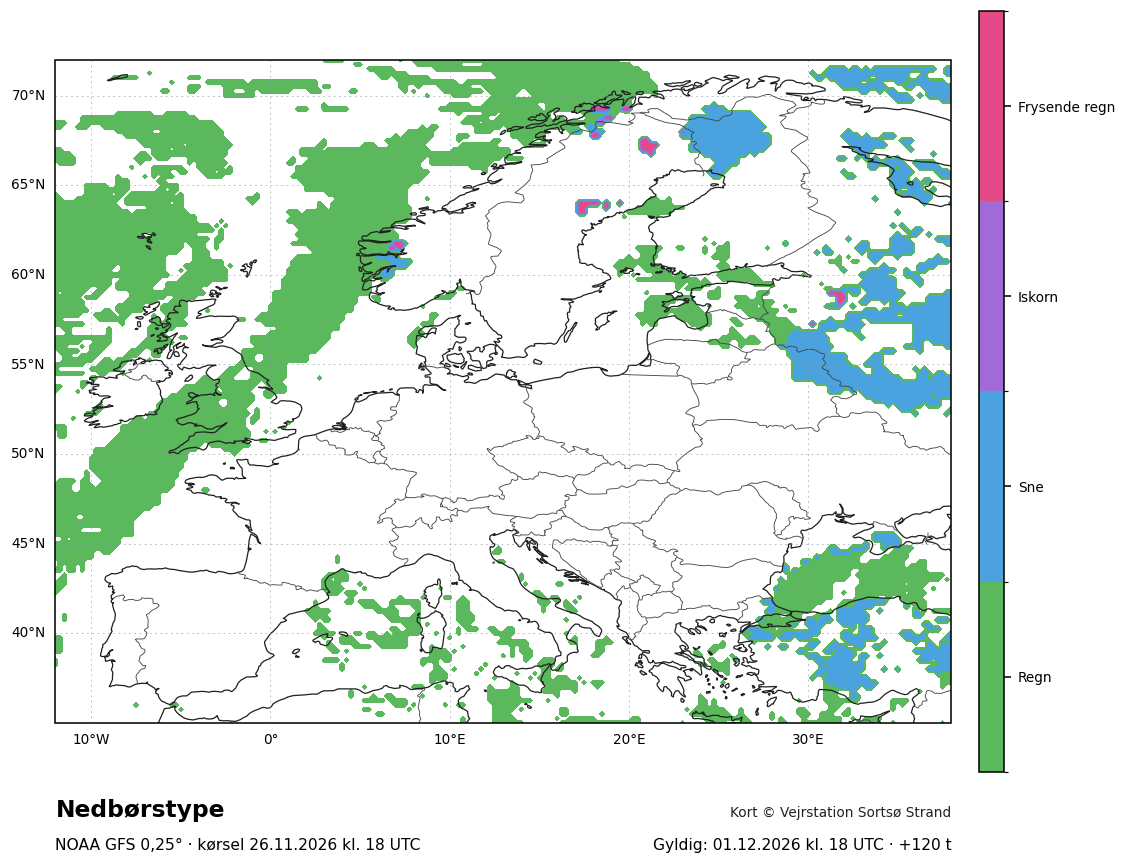 70°N
65°N
60°N
55°N
50°N
45°N
40°N
10°W
0°
10°E
20°E
30°E
Frysende regn
Iskorn
Sne
Regn
Nedbørstype
Kort © Vejrstation Sortsø Strand
NOAA GFS 0,25° · kørsel 26.11.2026 kl. 18 UTC
Gyldig: 01.12.2026 kl. 18 UTC · +120 t